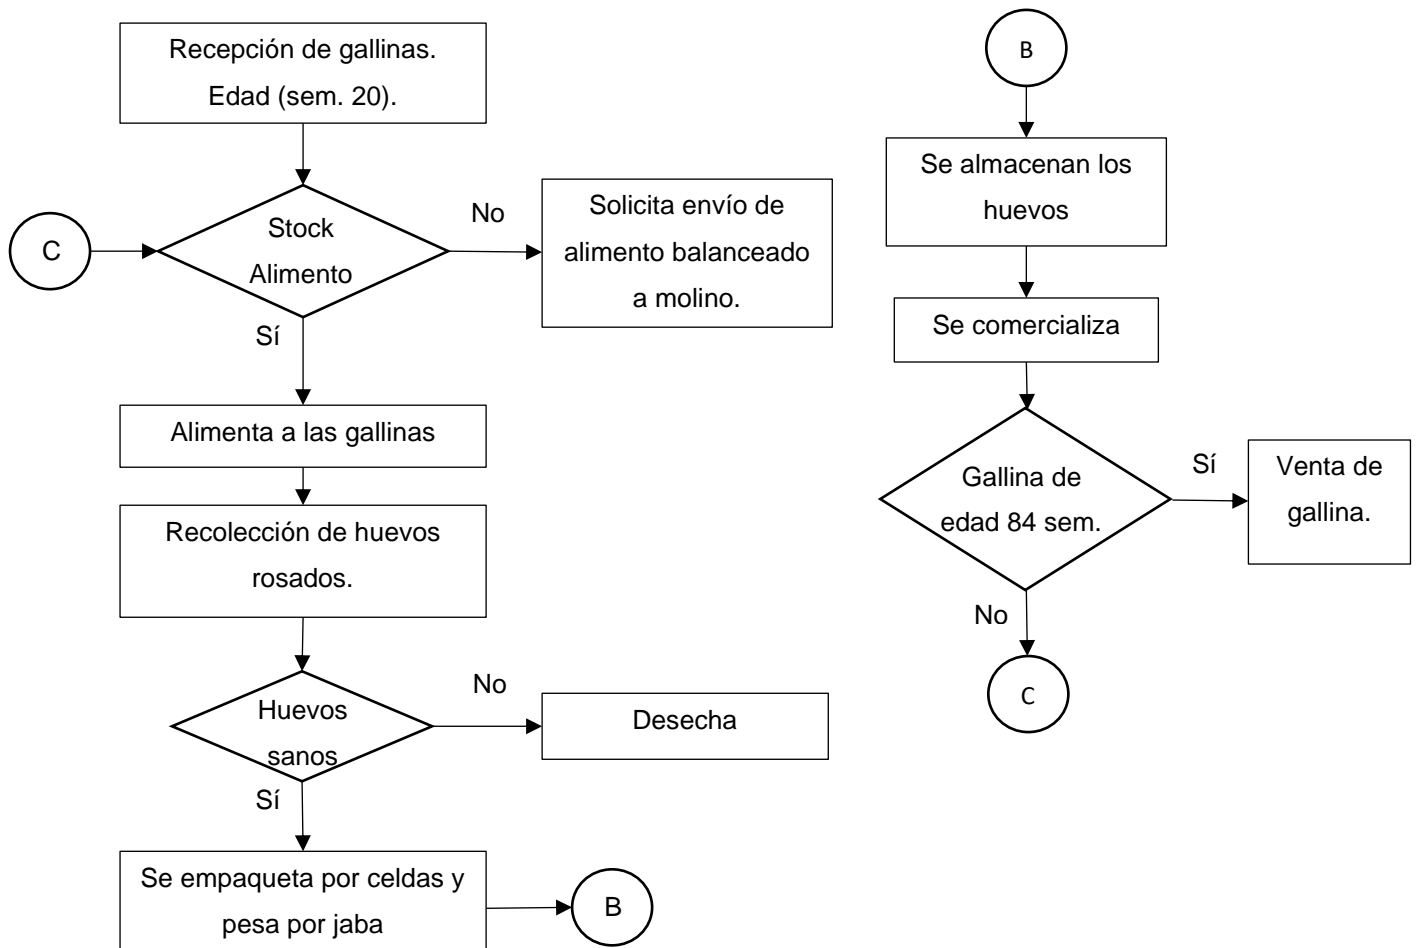 Recepción de gallinas.
Edad (sem. 20).
C
Stock
Alimento
No
Solicita envío de
alimento balanceado
a molino.
Sí
Alimenta a las gallinas
Recolección de huevos
rosados.
Huevos
sanos
No
Desecha
Sí
Se empaqueta por celdas y
pesa por jaba
B
B
Se almacenan los
huevos
Se comercializa
Gallina de
edad 84 sem.
Sí
Venta de
gallina.
No
C